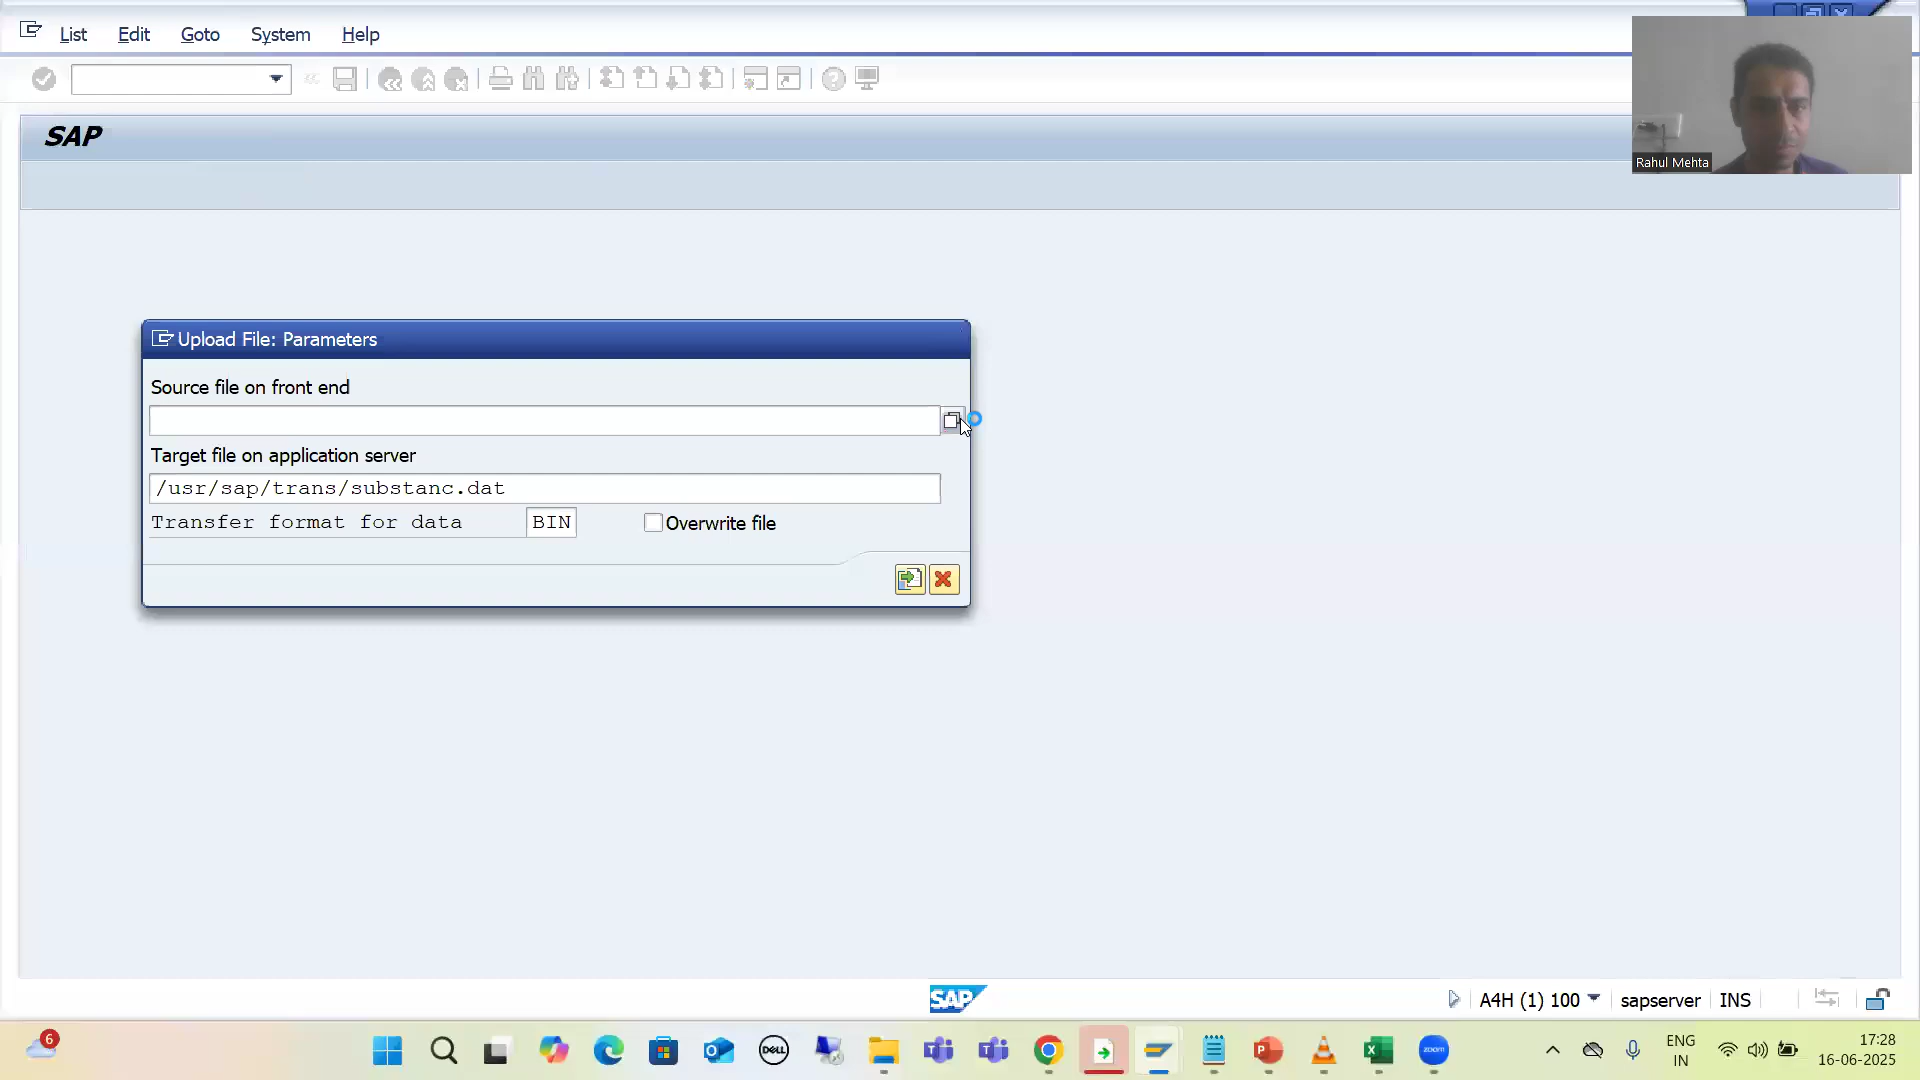 List Edit Goto System Help
SAP
Rahul Mehta
Upload File: Parameters
Source file on front end
Target file on application server
/usr/sap/trans/substanc.dat
Transfer format for data BIN Overwrite file
SAP A4H (1) 100 sapserver INS
6
DELL
zoom
ENG
IN
17:28
16-06-2025